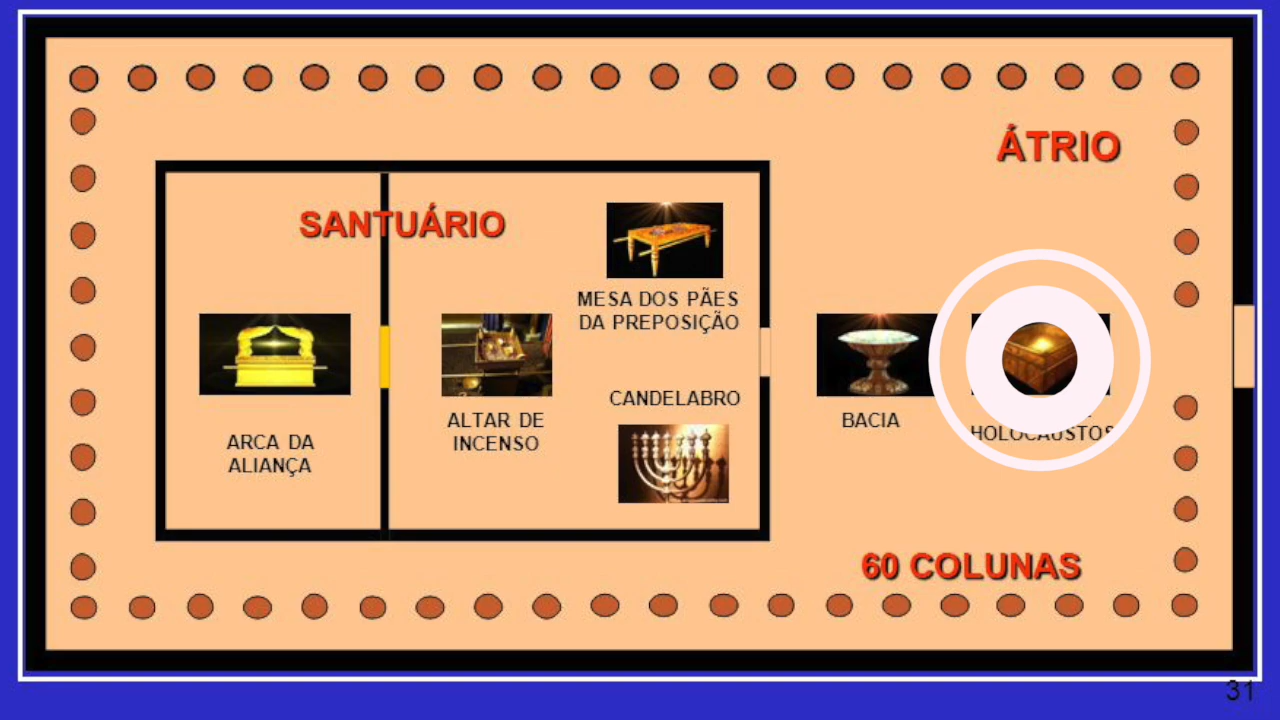 ÁTRIO
SANTUÁRIO
MESA DOS PÃES
DA PREPOSIÇÃO
CANDELABRO
ALTAR DE
INCENSO
ARCA DA
ALIANÇA
BACIA
HOLOCAUSTOS
60 COLUNAS
31